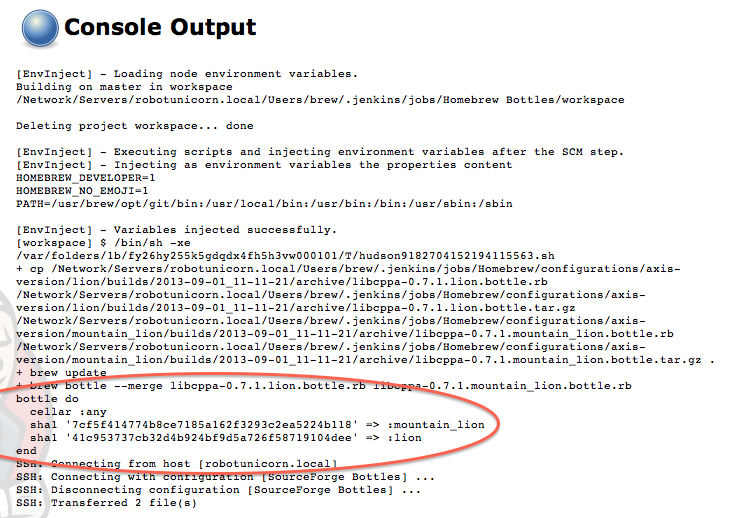 Console Output
[EnvInject] - Loading node environment variables.
Building on master in workspace
/Network/Servers/robotunicorn.local/Users/brew/.jenkins/jobs/Homebrew Bottles/workspace
Deleting project workspace... done
[EnvInject] - Executing scripts and injecting environment variables after the SCM step.
[EnvInject] - Injecting as environment variables the properties content
HOMEBREW_DEVELOPER=1
HOMEBREW_NO_EMOJI=1
PATH=/usr/brew/opt/git/bin:/usr/local/bin:/usr/bin:/bin:/usr/sbin:/sbin
[EnvInject] - Variables injected successfully.
[workspace] $ /bin/sh -xe
/var/folders/1b/fy26hy255k5gdqdx4fh5h3vw000101/T/hudson9182704152194115563.sh
+ cp /Network/Servers/robotunicorn.local/Users/brew/.jenkins/jobs/Homebrew/configurations/axis-
version/lion/builds/2013-09-01_11-11-21/archive/libcppa-0.7.1.lion.bottle.rb
/Network/Servers/robotunicorn.local/Users/brew/.jenkins/jobs/Homebrew/configurations/axis-
version/lion/builds/2013-09-01_11-11-21/archive/libcppa-0.7.1.lion.bottle.tar.gz
/Network/Servers/robotunicorn.local/Users/brew/.jenkins/jobs/Homebrew/configurations/axis-
version/mountain_lion/builds/2013-09-01_11-11-21/archive/libcppa-0.7.1.mountain_lion.bottle.rb
/Network/Servers/robotunicorn.local/Users/brew/.jenkins/jobs/Homebrew/configurations/axis-
version/mountain_lion/builds/2013-09-01_11-11-21/archive/libcppa-0.7.1.mountain_lion.bottle.tar.gz .
+ brew update
+ brew bottle --merge libcppa-0.7.1.lion.bottle.rb libcppa-0.7.1.mountain_lion.bottle.rb
bottle do
cellar :any
sha1 '7cf5f414774b8ce7185a162f3293c2ea5224b118' => :mountain_lion
sha1 '41c953737cb32d4b924bf9d5a726f58719104dee' => :lion
end
SSH: Connecting from host [robotunicorn.local]
SSH: Connecting with configuration [SourceForge Bottles] ...
SSH: Disconnecting configuration [SourceForge Bottles] ...
SSH: Transferred 2 file(s)